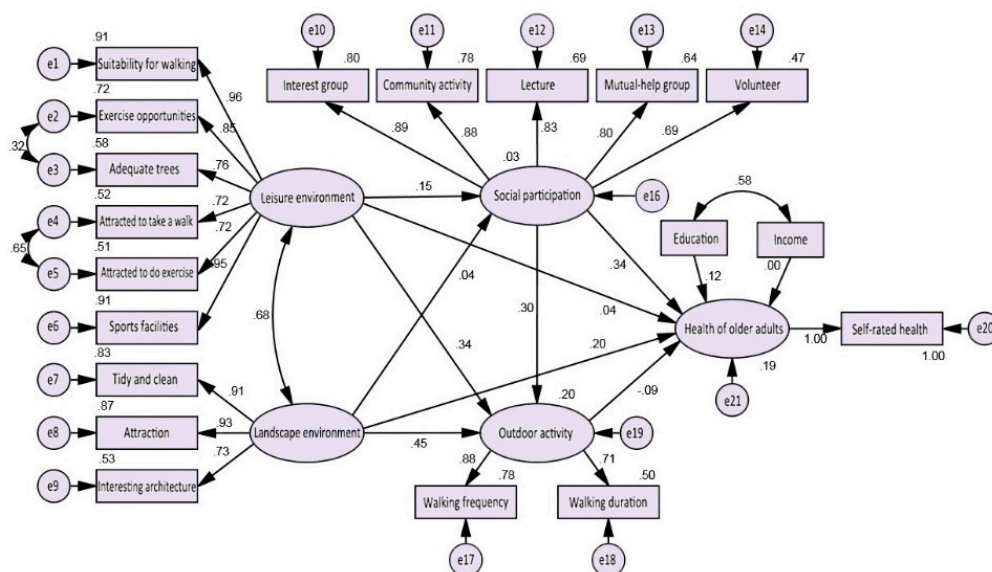 e10
e11
e12
e13
e14
.91
.80
.78
.69
.64
.47
e1
Suitability for walking
Interest group
Community activity
Lecture
Mutual-help group
Volunteer
.72
.96
e2
Exercise opportunities
.85
.89
.88
.83
.80
.69
.32
.58
e3
Adequate trees
.76
.03
.58
.52
Leisure environment
.15
Social participation
e16
e4
Attracted to take a walk
.72
.72
Education
Income
.65
.51
e5
Attracted to do exercise
.95
.34
.12
.00
.04
.91
.68
.30
.04
e6
Sports facilities
Health of older adults
Self-rated health
e20
.34
.20
1.00
1.00
.83
.19
e7
Tidy and clean
.91
.20
-.09
e21
.87
e8
Attraction
.93
Landscape environment
.45
Outdoor activity
e19
.53
.73
.88
.71
e9
Interesting architecture
.78
.50
Walking frequency
Walking duration
e17
e18